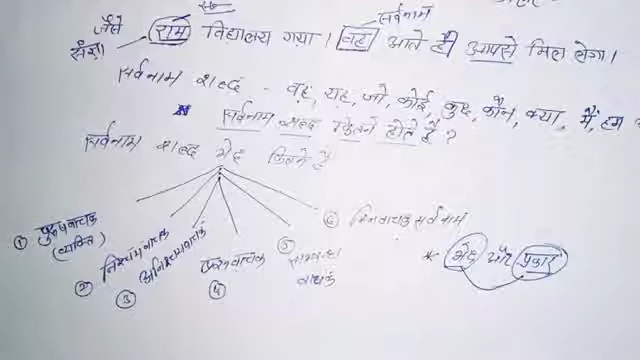 सर्वनाम
जैसे
संज्ञा राम विद्यालय गया। वह आते ही आपसे मिल लेगा।
सर्वनाम शब्द - वह, यह, जो, कोई, कुछ, कौन, क्या, मैं, हम
सर्वनाम शब्द कितने होते है?
सर्वनाम शब्द भेद कितने है
① पुरुषवाचक
(व्यक्ति)
② निश्चयवाचक
③ अनिश्चयवाचक
④ प्रश्नवाचक
⑤ सम्बन्ध
वाचक
⑥ निजवाचक सर्वनाम
* भेद और प्रकार